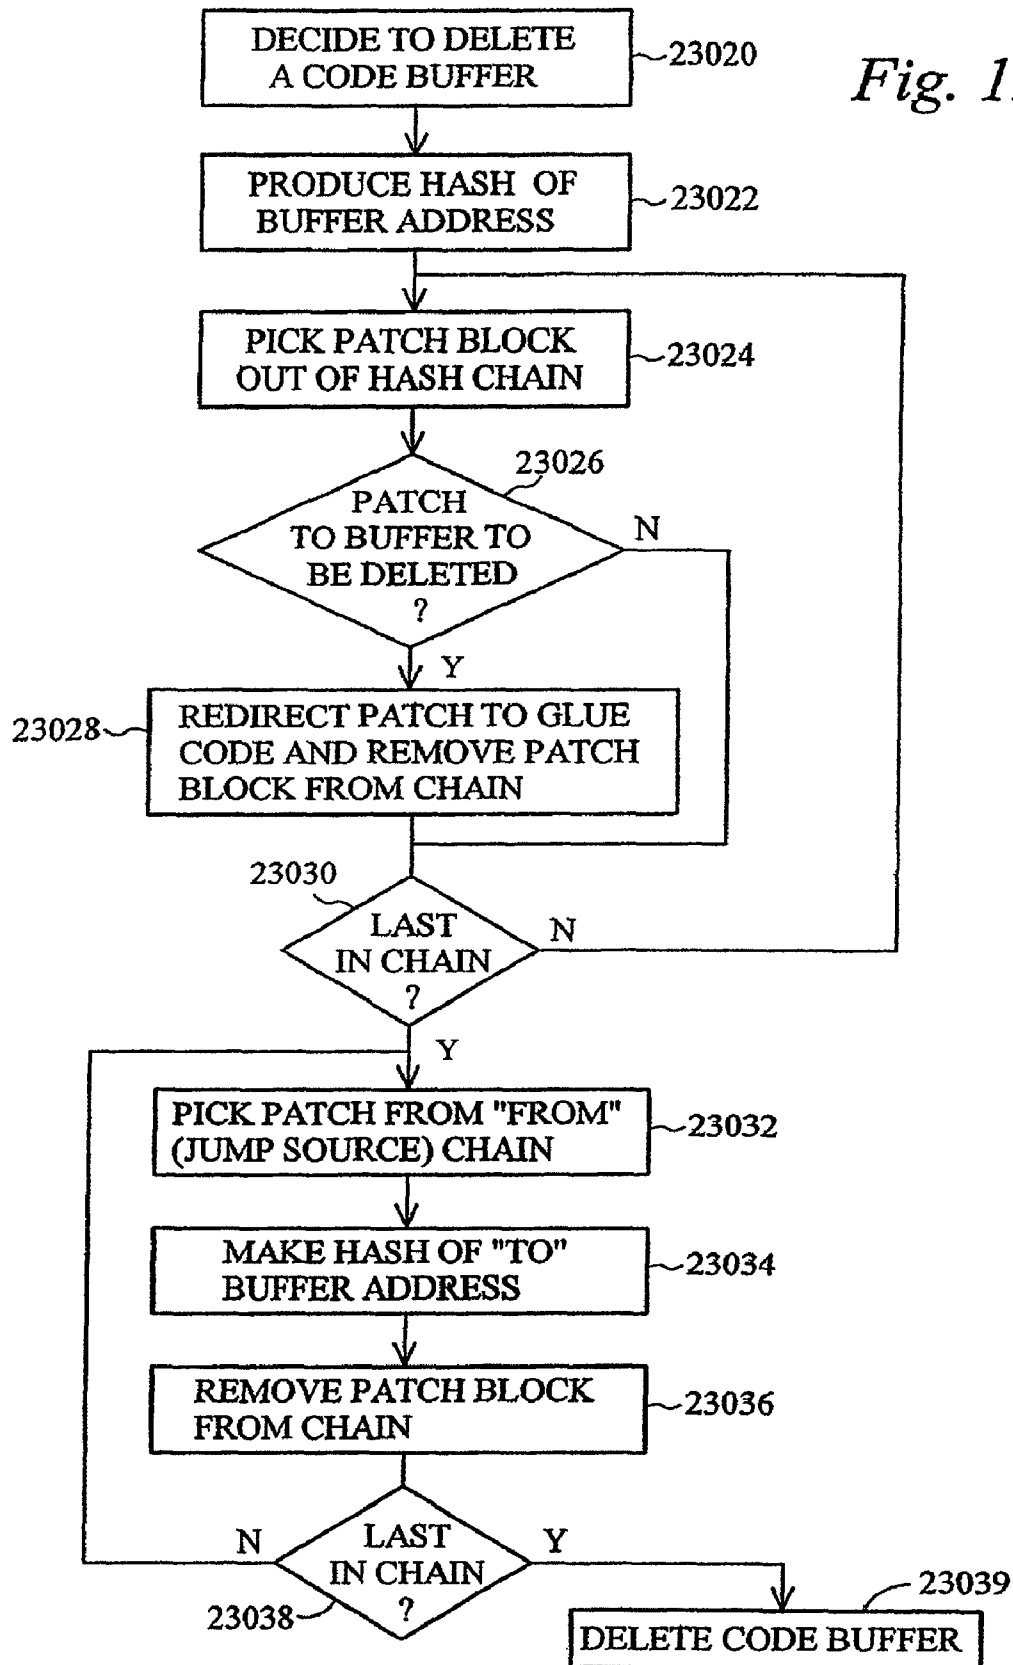 DECIDE TO DELETE
A CODE BUFFER
23020
Fig. 1
PRODUCE HASH OF
BUFFER ADDRESS
23022
PICK PATCH BLOCK
OUT OF HASH CHAIN
23024
23026
PATCH
TO BUFFER TO
BE DELETED
?
N
Y
23028
REDIRECT PATCH TO GLUE
CODE AND REMOVE PATCH
BLOCK FROM CHAIN
23030
LAST
IN CHAIN
?
N
Y
PICK PATCH FROM "FROM"
(JUMP SOURCE) CHAIN
23032
MAKE HASH OF "TO"
BUFFER ADDRESS
23034
REMOVE PATCH BLOCK
FROM CHAIN
23036
N
LAST
IN CHAIN
?
Y
23038
23039
DELETE CODE BUFFER